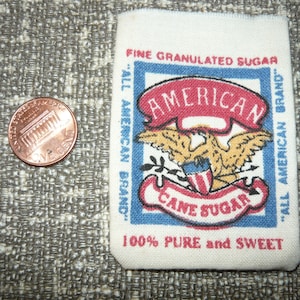 FINE GRANULATED SUGAR
"ALL AMERICAN BRAND"
AMERICAN
"ALL AMERICAN BRAND"
CANE SUGAR
100% PURE and SWEET